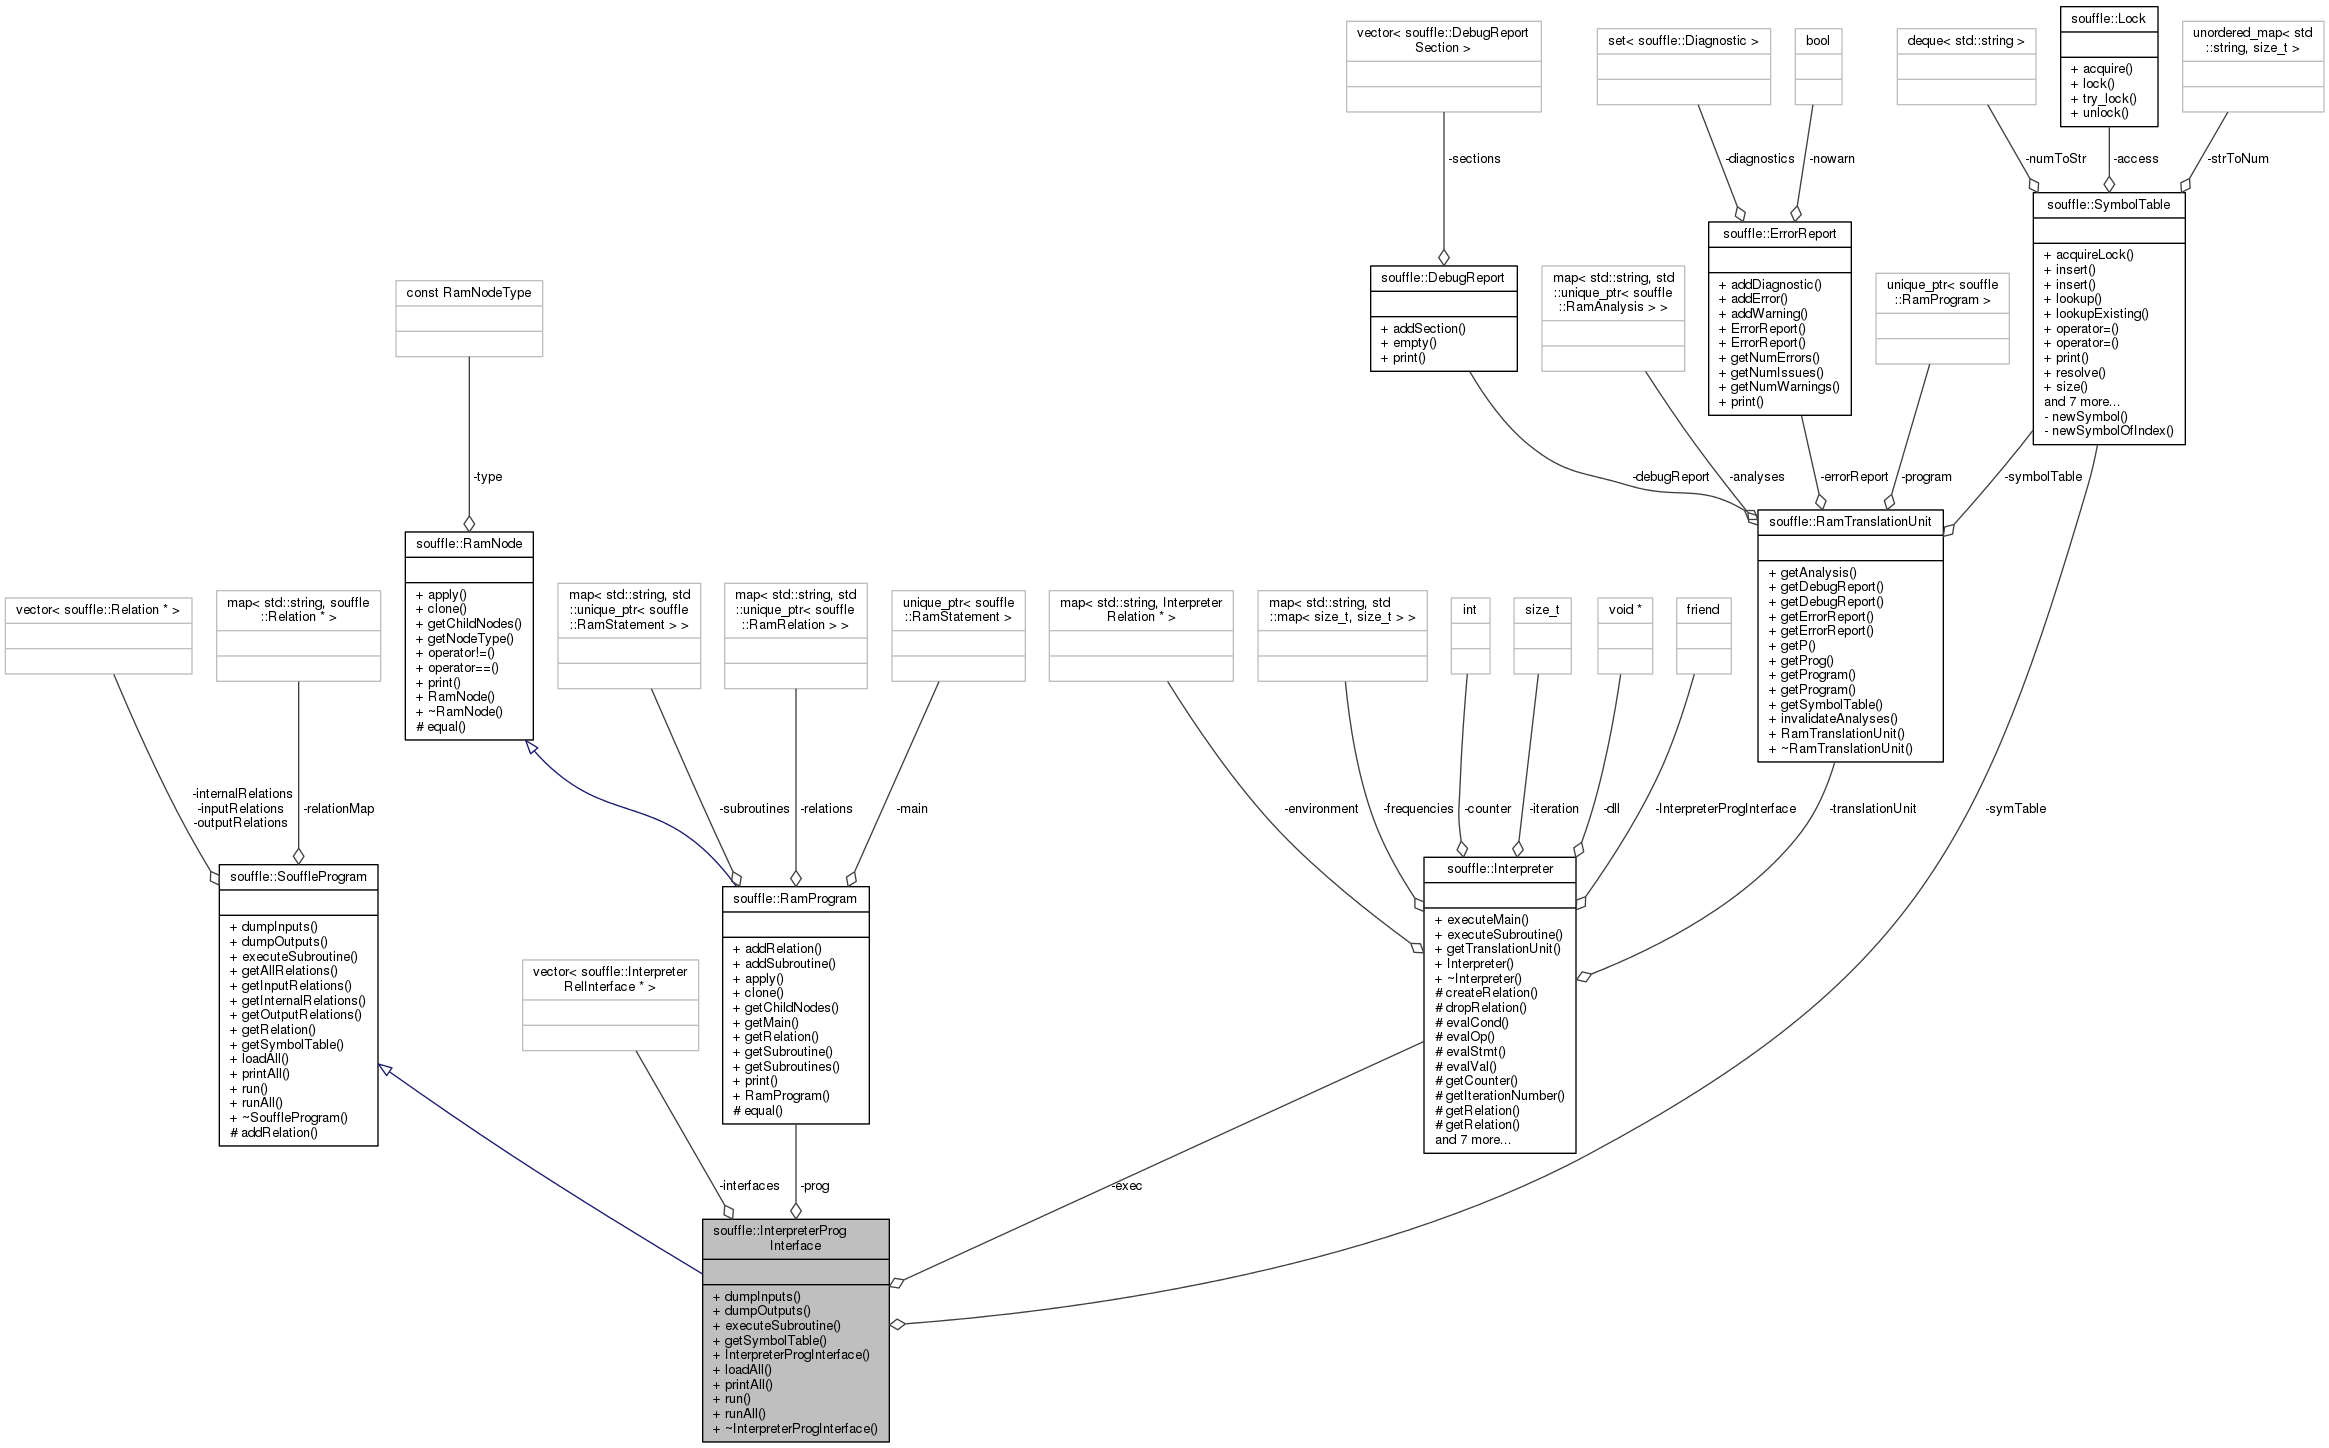 souffle::Lock
+ acquire()
+ lock()
+ try_lock()
+ unlock()
vector< souffle::DebugReport
Section >
set< souffle::Diagnostic >
bool
deque< std::string >
unordered_map< std
::string, size_t >
-sections
-diagnostics
-nowarn
-numToStr
-access
-strToNum
souffle::SymbolTable
+ acquireLock()
+ insert()
+ insert()
+ lookup()
+ lookupExisting()
+ operator=()
+ operator=()
+ print()
+ resolve()
+ size()
and 7 more...
- newSymbol()
- newSymbolOfIndex()
souffle::ErrorReport
+ addDiagnostic()
+ addError()
+ addWarning()
+ ErrorReport()
+ ErrorReport()
+ getNumErrors()
+ getNumIssues()
+ getNumWarnings()
+ print()
souffle::DebugReport
+ addSection()
+ empty()
+ print()
map< std::string, std
::unique_ptr< souffle
::RamAnalysis > >
unique_ptr< souffle
::RamProgram >
const RamNodeType
-type
-debugReport
-analyses
-errorReport
-program
-symbolTable
souffle::RamTranslationUnit
+ getAnalysis()
+ getDebugReport()
+ getDebugReport()
+ getErrorReport()
+ getErrorReport()
+ getP()
+ getProg()
+ getProgram()
+ getProgram()
+ getSymbolTable()
+ invalidateAnalyses()
+ RamTranslationUnit()
+ ~RamTranslationUnit()
souffle::RamNode
+ apply()
+ clone()
+ getChildNodes()
+ getNodeType()
+ operator!=()
+ operator==()
+ print()
+ RamNode()
+ ~RamNode()
# equal()
vector< souffle::Relation * >
map< std::string, souffle
::Relation * >
map< std::string, std
::unique_ptr< souffle
::RamStatement > >
map< std::string, std
::unique_ptr< souffle
::RamRelation > >
unique_ptr< souffle
::RamStatement >
map< std::string, Interpreter
Relation * >
map< std::string, std
::map< size_t, size_t > >
int
size_t
void *
friend
-internalRelations
-inputRelations
-outputRelations
-relationMap
-subroutines
-relations
-main
-environment
-frequencies
-counter
-iteration
-dll
-InterpreterProgInterface
-translationUnit
-symTable
souffle::SouffleProgram
+ dumpInputs()
+ dumpOutputs()
+ executeSubroutine()
+ getAllRelations()
+ getInputRelations()
+ getInternalRelations()
+ getOutputRelations()
+ getRelation()
+ getSymbolTable()
+ loadAll()
+ printAll()
+ run()
+ runAll()
+ ~SouffleProgram()
# addRelation()
souffle::RamProgram
+ addRelation()
+ addSubroutine()
+ apply()
+ clone()
+ getChildNodes()
+ getMain()
+ getRelation()
+ getSubroutine()
+ getSubroutines()
+ print()
+ RamProgram()
# equal()
souffle::Interpreter
+ executeMain()
+ executeSubroutine()
+ getTranslationUnit()
+ Interpreter()
+ ~Interpreter()
# createRelation()
# dropRelation()
# evalCond()
# evalOp()
# evalStmt()
# evalVal()
# getCounter()
# getIterationNumber()
# getRelation()
# getRelation()
and 7 more...
vector< souffle::Interpreter
RelInterface * >
-interfaces
-prog
-exec
souffle::InterpreterProg
Interface
+ dumpInputs()
+ dumpOutputs()
+ executeSubroutine()
+ getSymbolTable()
+ InterpreterProgInterface()
+ loadAll()
+ printAll()
+ run()
+ runAll()
+ ~InterpreterProgInterface()